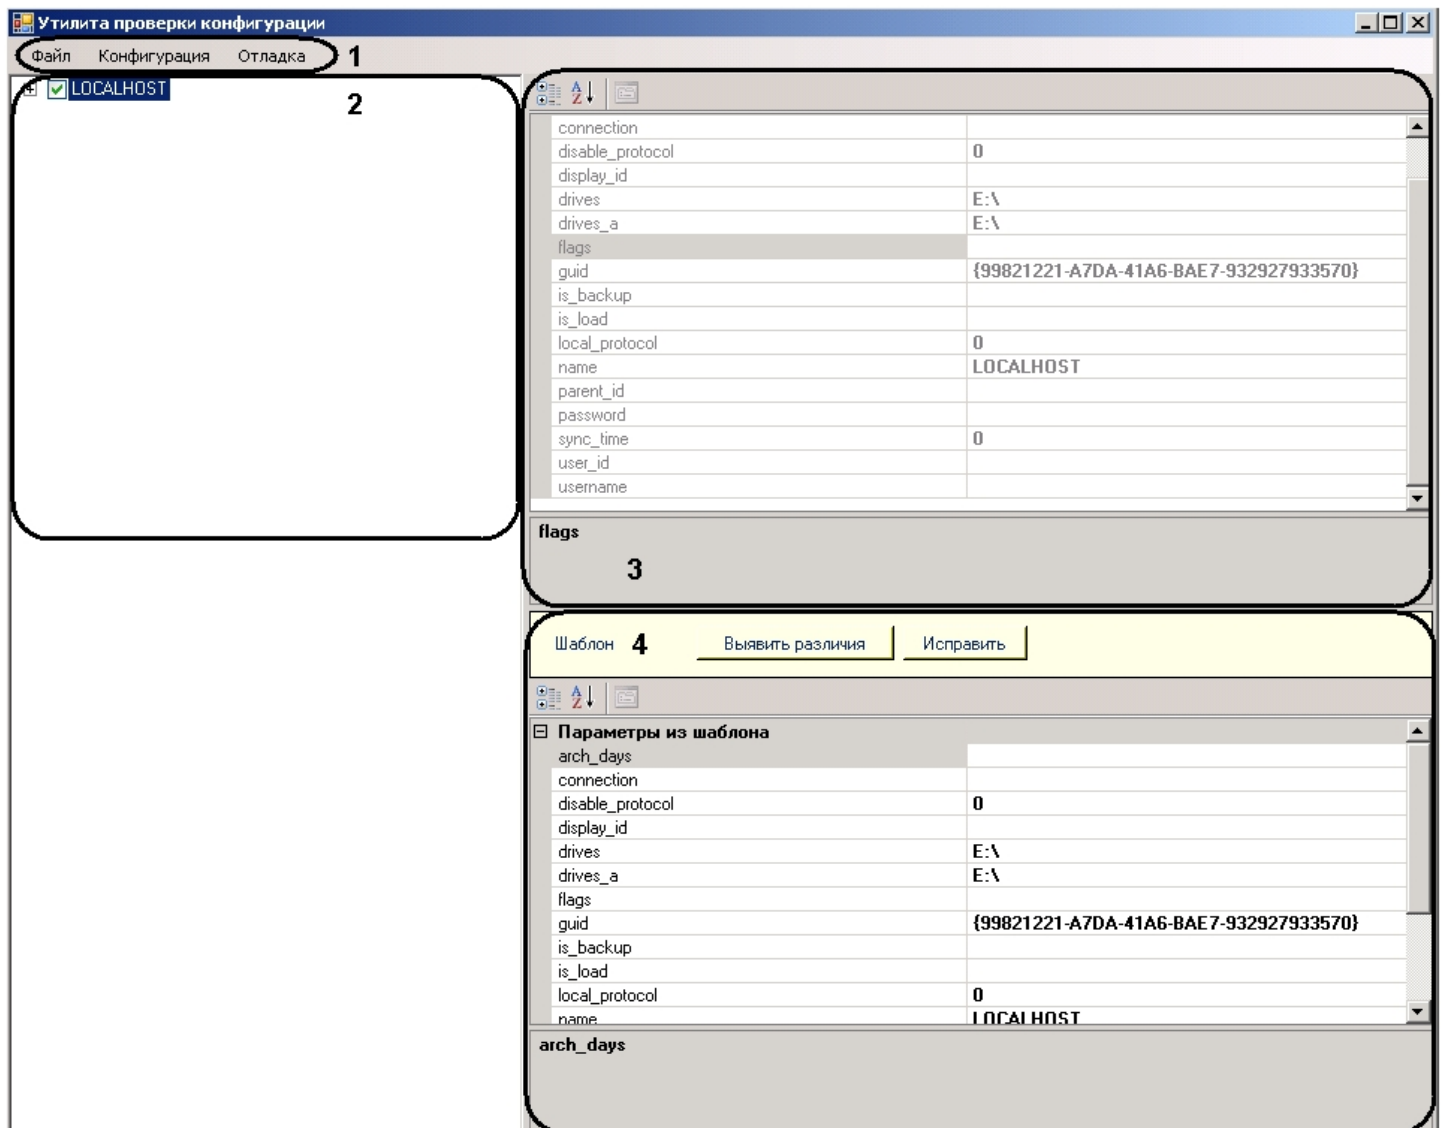 Утилита проверки конфигурации
Файл Конфигурация Отладка 1
LOCALHOST
2
connection
disable_protocol 0
display_id
drives E:\
drives_a E:\
flags
guid {99821221-A7DA-41A6-BAE7-932927933570}
is_backup
is_load
local_protocol 0
name LOCALHOST
parent_id
password
sync_time 0
user_id
username
flags
3
Шаблон 4 Выявить различия Исправить
Параметры из шаблона
arch_days
connection
disable_protocol 0
display_id
drives E:\
drives_a E:\
flags
guid {99821221-A7DA-41A6-BAE7-932927933570}
is_backup
is_load
local_protocol 0
name LOCALHOST
arch_days